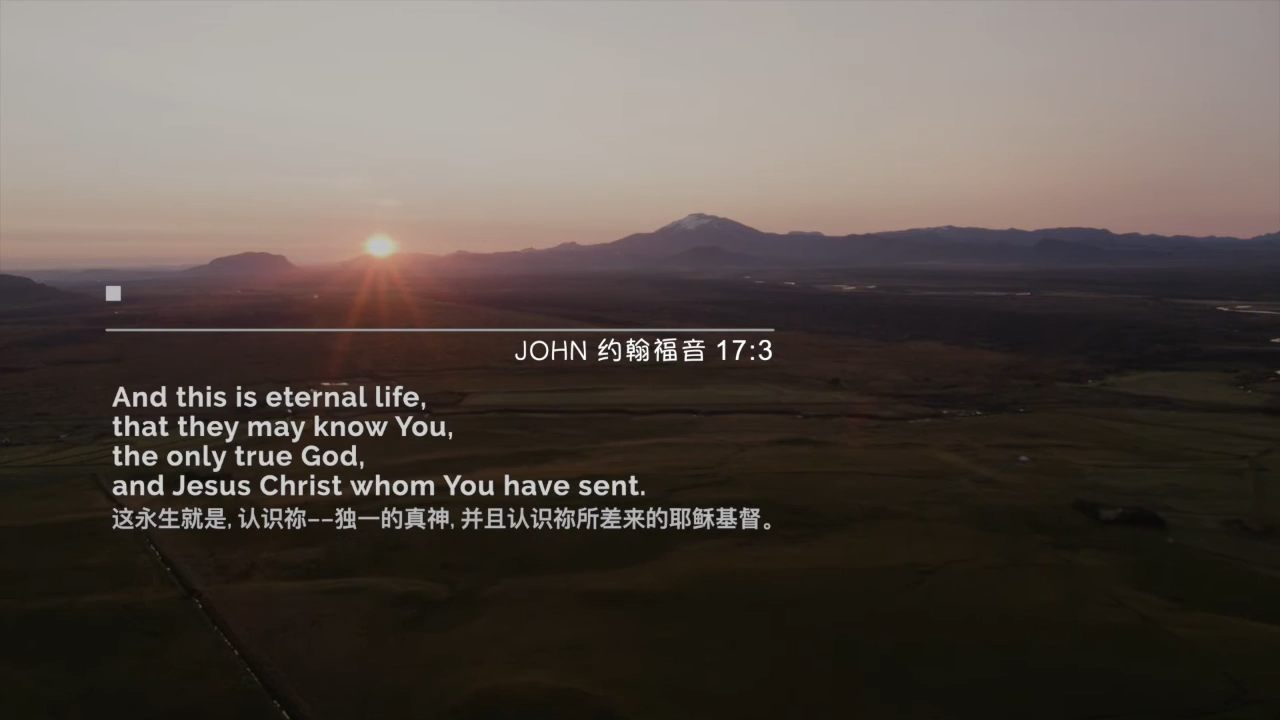 JOHN 约翰福音 17:3
And this is eternal life,
that they may know You,
the only true God,
and Jesus Christ whom You have sent.
这永生就是, 认识祢––独一的真神, 并且认识祢所差来的耶稣基督。